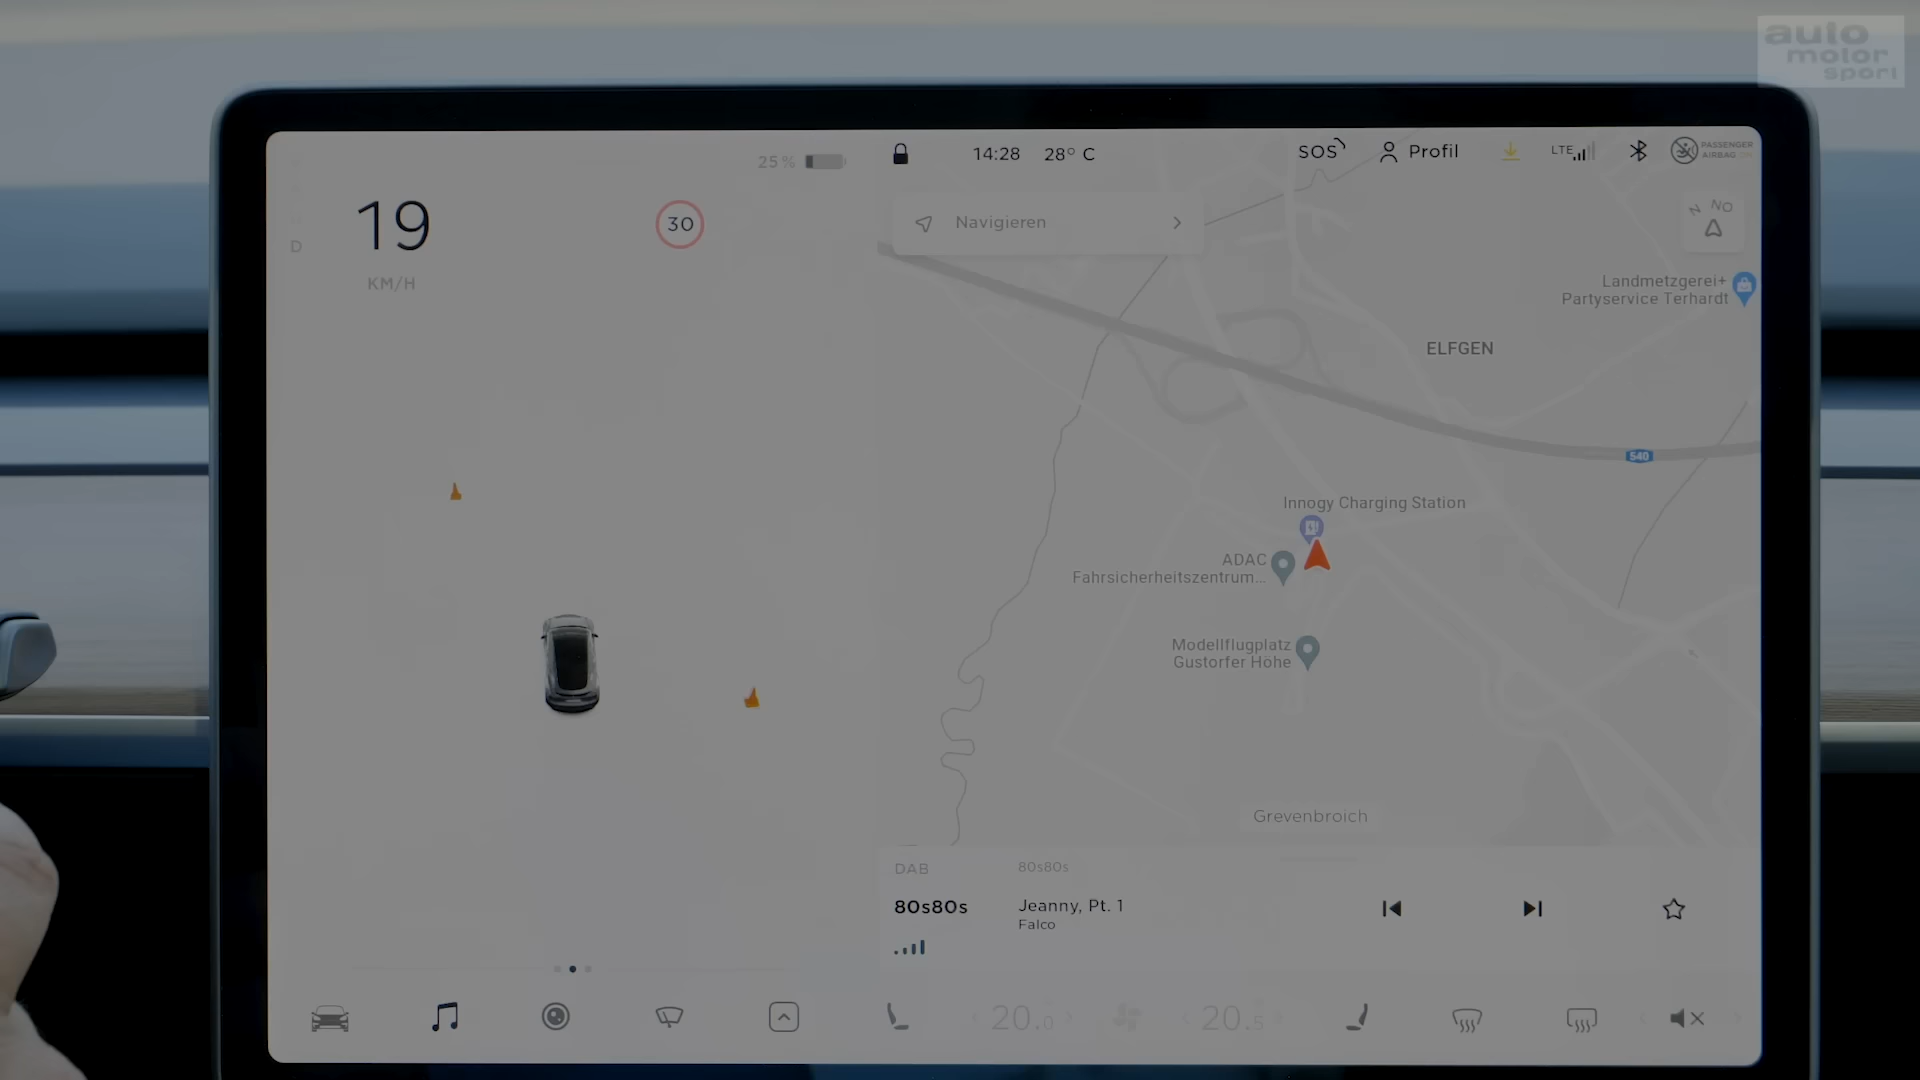 auto
motor
sport
25 %
14:28
28° C
SOS
Profil
LTE
PASSENGER
AIRBAG
19
30
D
KM/H
Navigieren
N NO
Landmetzgerei+
Partyservice Terhardt
ELFGEN
540
Innogy Charging Station
ADAC
Fahrsicherheitszentrum...
Modellflugplatz
Gustorfer Höhe
Grevenbroich
DAB
80s80s
80s80s
Jeanny, Pt. 1
Falco
20.0
20.5